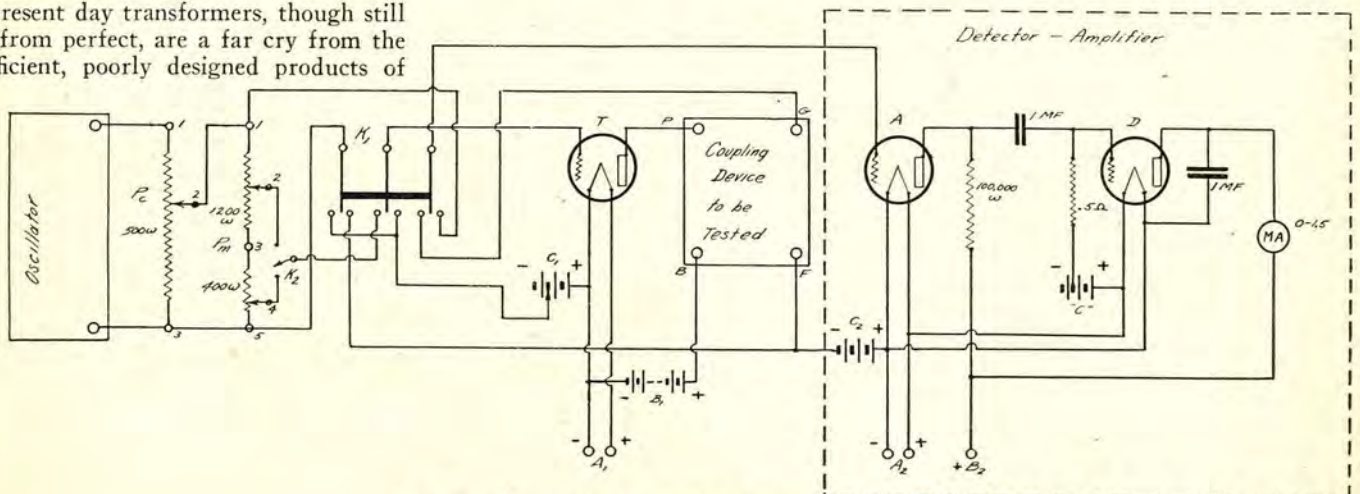 resent day transformers, though still
from perfect, are a far cry from the
ficient, poorly designed products of
Detector - Amplifier
Oscillator
1
Pc
2
500ω
3
1
2
1200
ω
Pm
3
K2
400ω
4
5
K1
T
P
G
Coupling
Device
to be
Tested
B
F
- C1 +
- B1 +
- +
A1
A
1 MF
D
100,000
ω
.5Ω
1 MF
MA
0-1.5
- +
"C"
- C2 +
- +
A2
+B2